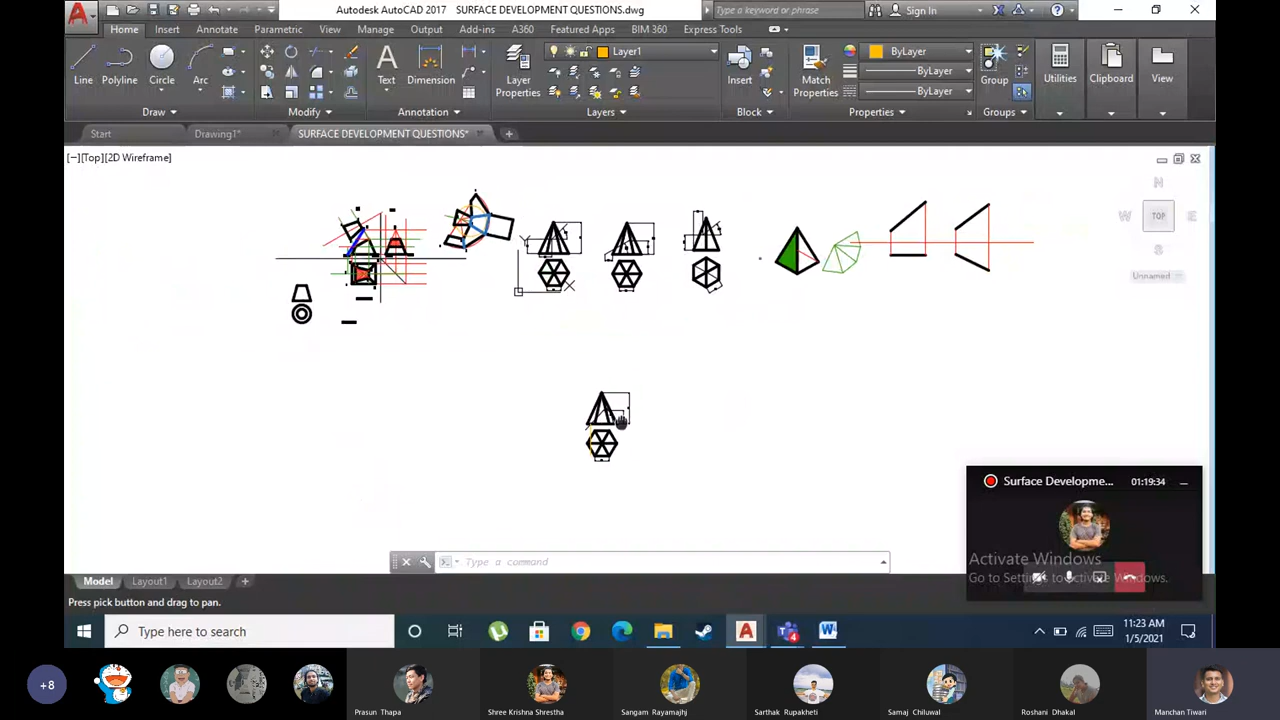 Autodesk AutoCAD 2017 SURFACE DEVELOPMENT QUESTIONS.dwg
Type a keyword or phrase
Sign In
Home Insert Annotate Parametric View Manage Output Add-ins A360 Featured Apps BIM 360 Express Tools
Line Polyline Circle Arc
Text Dimension
Layer Properties
Layer1
Insert
Match Properties
ByLayer
ByLayer
ByLayer
Group
Utilities
Clipboard
View
Draw Modify Annotation Layers Block Properties Groups
Start Drawing1* SURFACE DEVELOPMENT QUESTIONS*
[−][Top][2D Wireframe]
N
W TOP E
S
Unnamed
Surface Developme... 01:19:34
Activate Windows
Go to Settings to activate Windows.
Type a command
Model Layout1 Layout2
Press pick button and drag to pan.
Type here to search
11:23 AM
1/5/2021
+8
Prasun Thapa
Shree Krishna Shrestha
Sangam Rayamajhj
Sarthak Rupakheti
Samaj Chiluwal
Roshani Dhakal
Manchan Tiwari